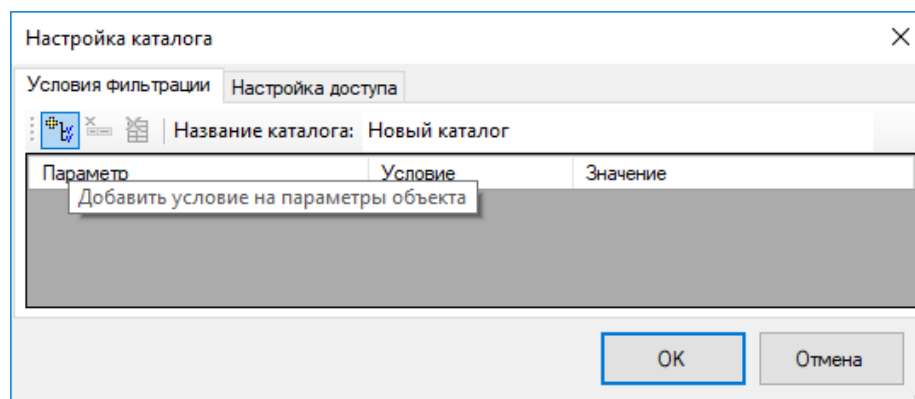 Настройка каталога
Условия фильтрации Настройка доступа
Название каталога: Новый каталог
Параметр Условие Значение
Добавить условие на параметры объекта
OK Отмена